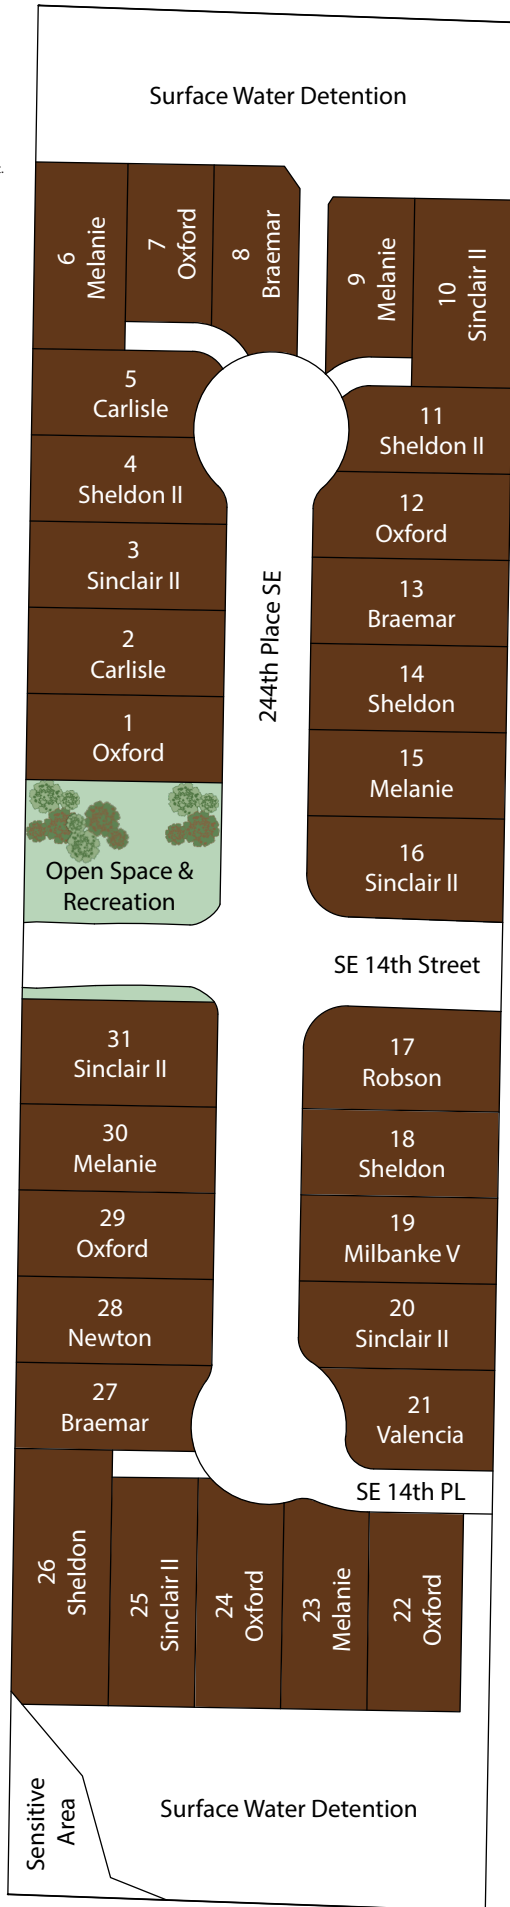 Surface Water Detention
6
Melanie
7
Oxford
8
Braemar
9
Melanie
10
Sinclair II
5
Carlisle
4
Sheldon II
3
Sinclair II
2
Carlisle
1
Oxford
11
Sheldon II
12
Oxford
13
Braemar
14
Sheldon
15
Melanie
16
Sinclair II
244th Place SE
Open Space &
Recreation
SE 14th Street
31
Sinclair II
30
Melanie
29
Oxford
28
Newton
27
Braemar
17
Robson
18
Sheldon
19
Milbanke V
20
Sinclair II
21
Valencia
SE 14th PL
26
Sheldon
25
Sinclair II
24
Oxford
23
Melanie
22
Oxford
Sensitive
Area
Surface Water Detention